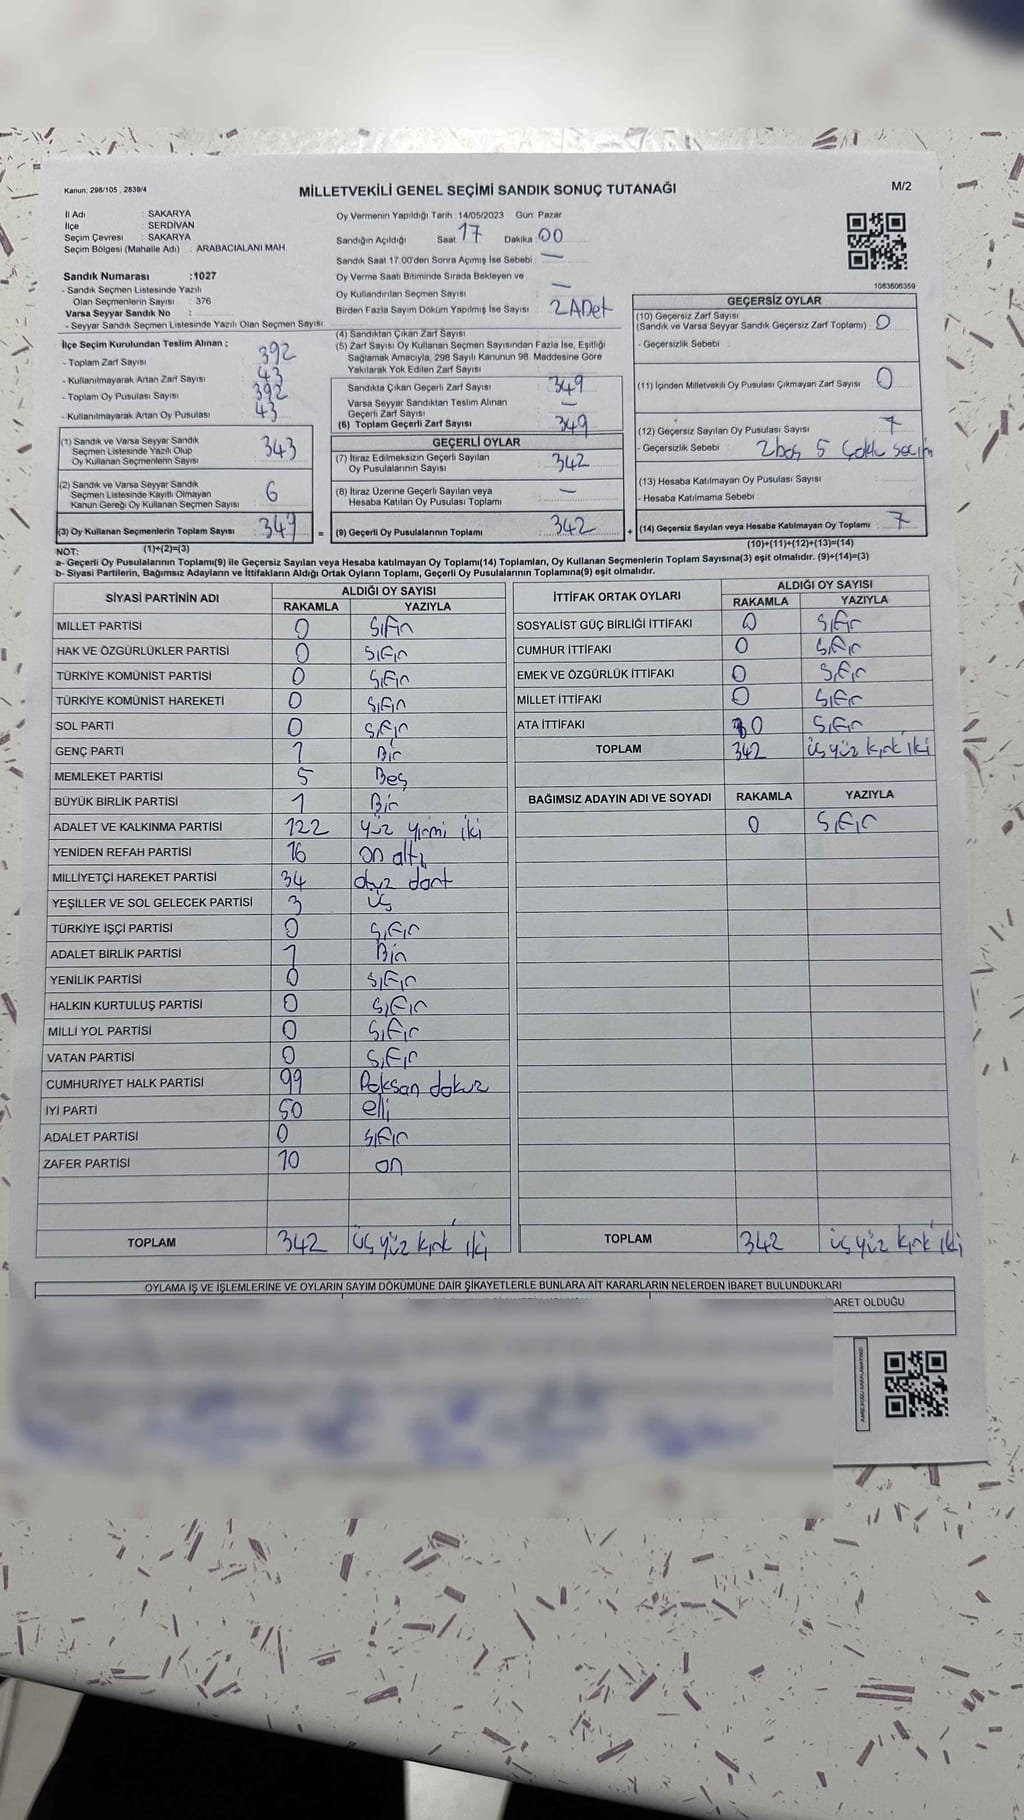 Kanun; 298/105 , 2839/4
MİLLETVEKİLİ GENEL SEÇİMİ SANDIK SONUÇ TUTANAĞI
M/2
İl Adı : SAKARYA
İlçe : SERDİVAN
Seçim Çevresi : SAKARYA
Seçim Bölgesi (Mahalle Adı) : ARABACIALANI MAH.
Sandık Numarası :1027
- Sandık Seçmen Listesinde Yazılı
Olan Seçmenlerin Sayısı : 376
Varsa Seyyar Sandık No :
- Seyyar Sandık Seçmen Listesinde Yazılı Olan Seçmen Sayısı:
İlçe Seçim Kurulundan Teslim Alınan ;
- Toplam Zarf Sayısı 392
- Kullanılmayarak Artan Zarf Sayısı 43
- Toplam Oy Pusulası Sayısı 392
- Kullanılmayarak Artan Oy Pusulası 43
(1) Sandık ve Varsa Seyyar Sandık
Seçmen Listesinde Yazılı Olup
Oy Kullanan Seçmenlerin Sayısı 343
(2) Sandık ve Varsa Seyyar Sandık
Seçmen Listesinde Kayıtlı Olmayan
Kanun Gereği Oy Kullanan Seçmen Sayısı 6
(3) Oy Kullanan Seçmenlerin Toplam Sayısı 349 =
Oy Vermenin Yapıldığı Tarih : 14/05/2023 Gün: Pazar
Sandığın Açıldığı Saat 17 Dakika 00
Sandık Saat 17.00'den Sonra Açılmış İse Sebebi : —
Oy Verme Saati Bitiminde Sırada Bekleyen ve
Oy Kullandırılan Seçmen Sayısı —
Birden Fazla Sayım Döküm Yapılmış İse Sayısı : 2 ADet
(4) Sandıktan Çıkan Zarf Sayısı
(5) Zarf Sayısı Oy Kullanan Seçmen Sayısından Fazla İse, Eşitliği
Sağlamak Amacıyla, 298 Sayılı Kanunun 98. Maddesine Göre
Yakılarak Yok Edilen Zarf Sayısı
Sandıkta Çıkan Geçerli Zarf Sayısı 349
Varsa Seyyar Sandıktan Teslim Alınan
Geçerli Zarf Sayısı —
(6) Toplam Geçerli Zarf Sayısı 349
GEÇERLİ OYLAR
(7) İtiraz Edilmeksizin Geçerli Sayılan
Oy Pusulalarının Sayısı 342
(8) İtiraz Üzerine Geçerli Sayılan veya
Hesaba Katılan Oy Pusulası Toplamı —
(9) Geçerli Oy Pusulalarının Toplamı 342 +
1083606359
GEÇERSİZ OYLAR
(10) Geçersiz Zarf Sayısı
(Sandık ve Varsa Seyyar Sandık Geçersiz Zarf Toplamı) : 0
- Geçersizlik Sebebi :
(11) İçinden Milletvekili Oy Pusulası Çıkmayan Zarf Sayısı : 0
(12) Geçersiz Sayılan Oy Pusulası Sayısı : 7
- Geçersizlik Sebebi 2 boş 5 Çoklu seçim
(13) Hesaba Katılmayan Oy Pusulası Sayısı :
- Hesaba Katılmama Sebebi :
(14) Geçersiz Sayılan veya Hesaba Katılmayan Oy Toplamı : 7
NOT: (1)+(2)=(3)
(10)+(11)+(12)+(13)=(14)
a- Geçerli Oy Pusulalarının Toplamı(9) ile Geçersiz Sayılan veya Hesaba katılmayan Oy Toplamı(14) Toplamları, Oy Kullanan Seçmenlerin Toplam Sayısına(3) eşit olmalıdır. (9)+(14)=(3)
b- Siyasi Partilerin, Bağımsız Adayların ve İttifakların Aldığı Ortak Oyların Toplamı, Geçerli Oy Pusulalarının Toplamına(9) eşit olmalıdır.
SİYASİ PARTİNİN ADI ALDIĞI OY SAYISI
RAKAMLA YAZIYLA
MİLLET PARTİSİ 0 sıfır
HAK VE ÖZGÜRLÜKLER PARTİSİ 0 sıfır
TÜRKİYE KOMÜNİST PARTİSİ 0 sıfır
TÜRKİYE KOMÜNİST HAREKETİ 0 sıfır
SOL PARTİ 0 sıfır
GENÇ PARTİ 1 Bir
MEMLEKET PARTİSİ 5 Beş
BÜYÜK BİRLİK PARTİSİ 1 Bir
ADALET VE KALKINMA PARTİSİ 122 yüz yirmi iki
YENİDEN REFAH PARTİSİ 16 on altı
MİLLİYETÇİ HAREKET PARTİSİ 34 otuz dört
YEŞİLLER VE SOL GELECEK PARTİSİ 3 üç
TÜRKİYE İŞÇİ PARTİSİ 0 sıfır
ADALET BİRLİK PARTİSİ 1 Bir
YENİLİK PARTİSİ 0 sıfır
HALKIN KURTULUŞ PARTİSİ 0 sıfır
MİLLİ YOL PARTİSİ 0 sıfır
VATAN PARTİSİ 0 sıfır
CUMHURİYET HALK PARTİSİ 99 Doksan dokuz
İYİ PARTİ 50 elli
ADALET PARTİSİ 0 sıfır
ZAFER PARTİSİ 10 on
TOPLAM 342 üç yüz kırk iki
İTTİFAK ORTAK OYLARI ALDIĞI OY SAYISI
RAKAMLA YAZIYLA
SOSYALİST GÜÇ BİRLİĞİ İTTİFAKI 0 sıfır
CUMHUR İTTİFAKI 0 sıfır
EMEK VE ÖZGÜRLÜK İTTİFAKI 0 sıfır
MİLLET İTTİFAKI 0 sıfır
ATA İTTİFAKI 0 sıfır
TOPLAM 342 üç yüz kırk iki
BAĞIMSIZ ADAYIN ADI VE SOYADI RAKAMLA YAZIYLA
0 sıfır
TOPLAM 342 üç yüz kırk iki
OYLAMA İŞ VE İŞLEMLERİNE VE OYLARIN SAYIM DÖKÜMÜNE DAİR ŞİKAYETLERLE BUNLARA AİT KARARLARIN NELERDEN İBARET BULUNDUKLARI
ARET OLDUĞU